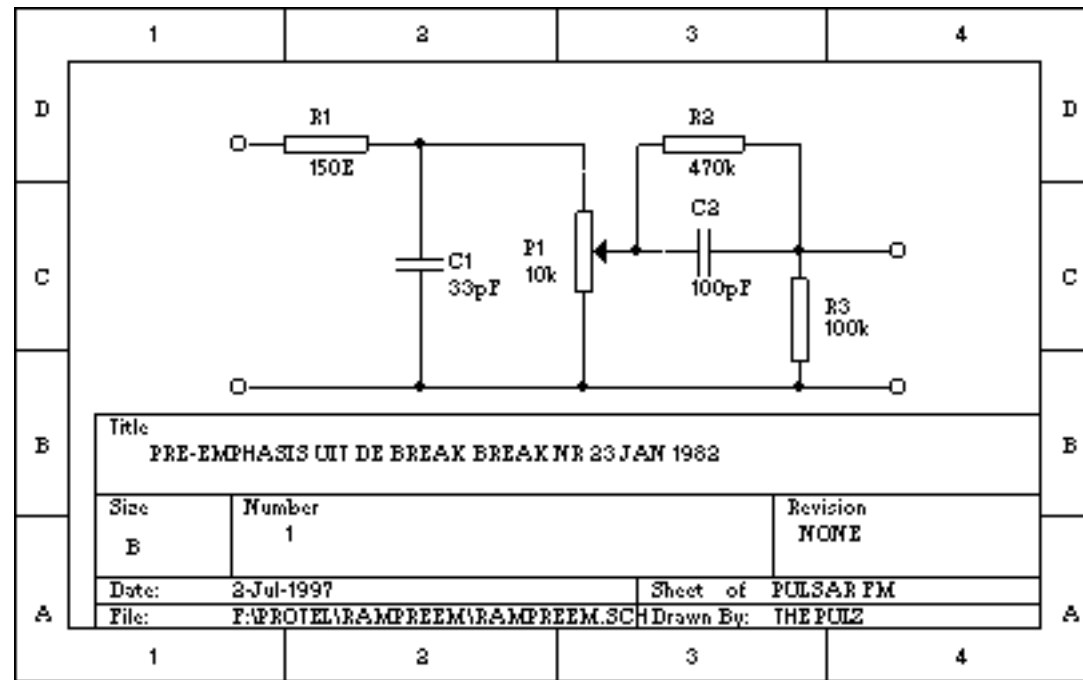 1 2 3 4
D D
R1 R2
150E 470k
C2
P1
C1 10k
C C
33pF 100pF
R3
100k
Title
B B
PRE-EMPHASIS UIT DE BREAK BREAK NR 23 JAN 1982
Size Number Revision
B 1 NONE
Date: 2-Jul-1997 Sheet of PULSAR FM
A A
File: F:\PROTEL\RAMPREEM\RAMPREEM.SCH Drawn By: THE PULZ
1 2 3 4